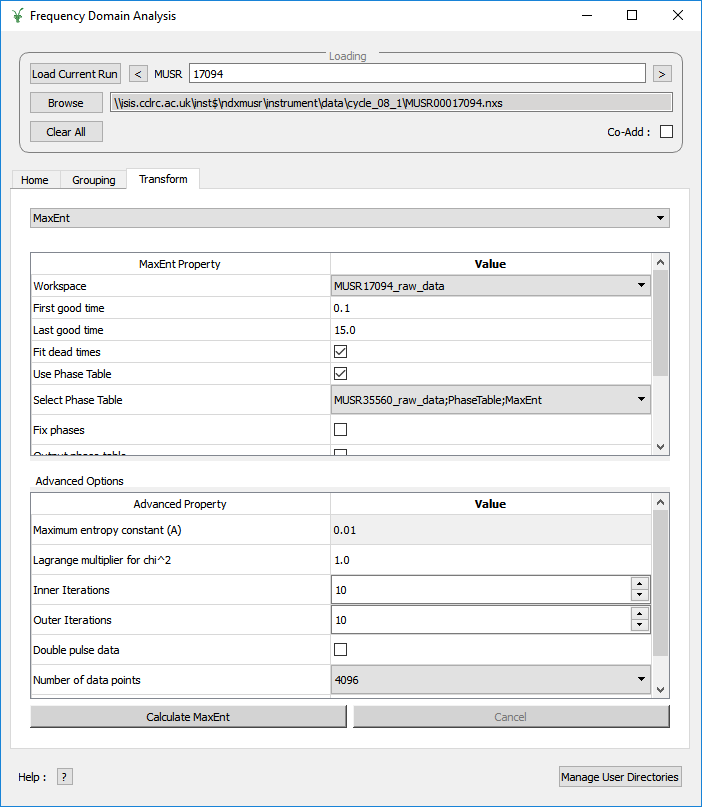 Frequency Domain Analysis
Loading
Load Current Run < MUSR 17094 >
Browse \\isis.cclrc.ac.uk\inst$\ndxmusr\instrument\data\cycle_08_1\MUSR00017094.nxs
Clear All Co-Add :
Home Grouping Transform
MaxEnt
MaxEnt Property Value
Workspace MUSR17094_raw_data
First good time 0.1
Last good time 15.0
Fit dead times
Use Phase Table
Select Phase Table MUSR35560_raw_data;PhaseTable;MaxEnt
Fix phases
Output phase table
Advanced Options
Advanced Property Value
Maximum entropy constant (A) 0.01
Lagrange multiplier for chi^2 1.0
Inner Iterations 10
Outer Iterations 10
Double pulse data
Number of data points 4096
Calculate MaxEnt Cancel
Help : ? Manage User Directories